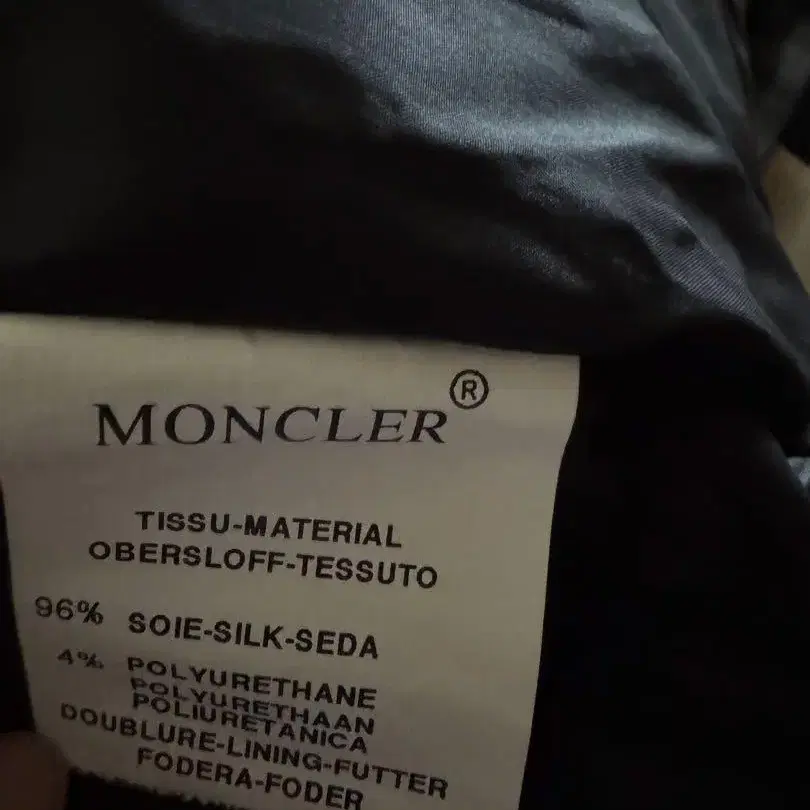 MONCLER®
TISSU-MATERIAL
OBERSLOFF-TESSUTO
96% SOIE-SILK-SEDA
4% POLYURETHANE
POLYURETHAAN
POLIURETANICA
DOUBLURE-LINING-FUTTER
FODERA-FODER